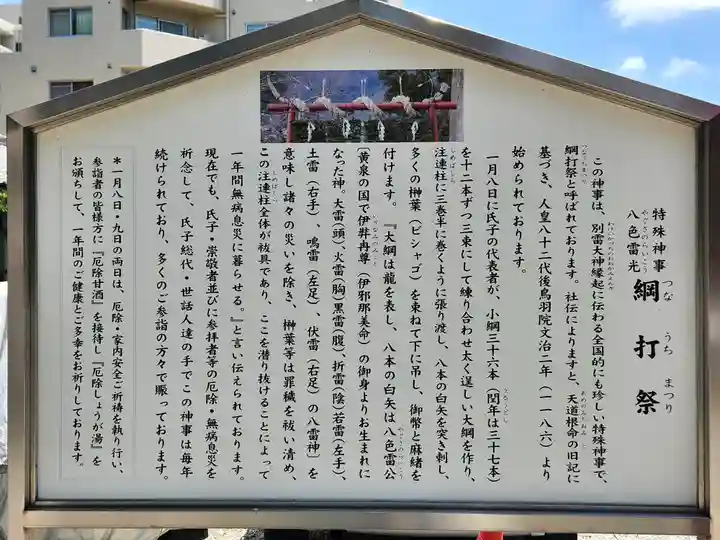 特殊神事
八色雷光
やくさのらいこう
綱打祭
つな うち まつり
この神事は、別雷大神縁起に伝わる全国的にも珍しい特殊神事で、
綱打祭と呼ばれております。社伝によりますと、天道根命の旧記に
基づき、人皇八十二代後鳥羽院文治二年（一一八六）より
始められております。
一月八日に氏子の代表者が、小綱三十六本（閏年は三十七本）
を十二本ずつ三束にして練り合わせ太く逞しい大綱を作り、
注連柱に三巻半に巻くように張り渡し、八本の白矢を突き刺し、
多くの榊葉（ビシャゴ）を束ねて下に吊し、御幣と麻緒を
付けます。『大綱は龍を表し、八本の白矢は八色雷公
〔黄泉の国で伊弉冉尊（伊邪那美命）の御身よりお生まれに
なった神。大雷(頭)、火雷(胸)黒雷(腹)、折雷(陰)若雷(左手)、
土雷（右手）、鳴雷（左足）、伏雷（右足）の八雷神〕を
意味し諸々の災いを除き、榊葉等は罪穢を祓い清め、
この注連柱全体が祓具であり、ここを潜り抜けることによって
一年間無病息災に暮らせる。』と言い伝えられております。
現在でも、氏子・崇敬者並びに参拝者等の厄除・無病息災を
祈念して、氏子総代・世話人達の手でこの神事は毎年
続けられており、多くのご参詣の方々で賑っております。
＊一月八日・九日の両日は、厄除・家内安全ご祈祷を執り行い、
参詣者の皆様方に『厄除甘酒』を接待し『厄除しょうが湯』を
お頒ちして、一年間のご健康とご多幸をお祈りしております。